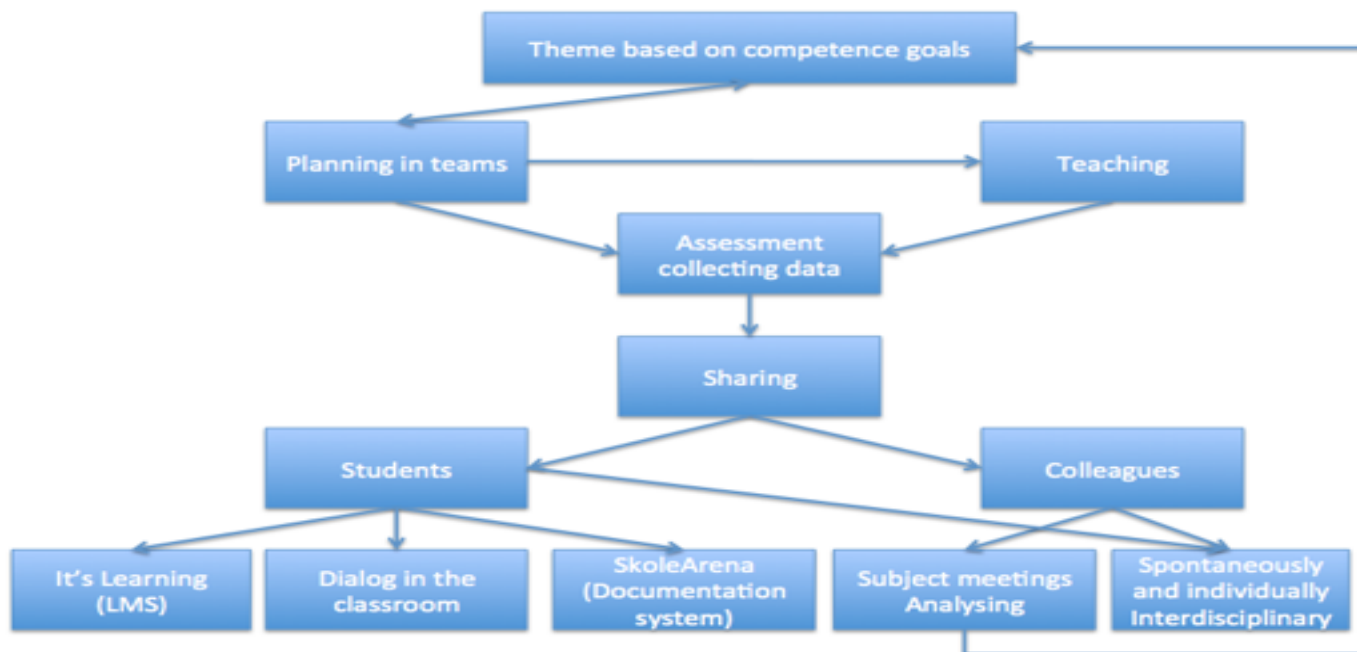 Theme based on competence goals
Planning in teams
Teaching
Assessment
collecting data
Sharing
Students
Colleagues
It's Learning
(LMS)
Dialog in the
classroom
SkoleArena
(Documentation
system)
Subject meetings
Analysing
Spontaneously
and individually
Interdisciplinary